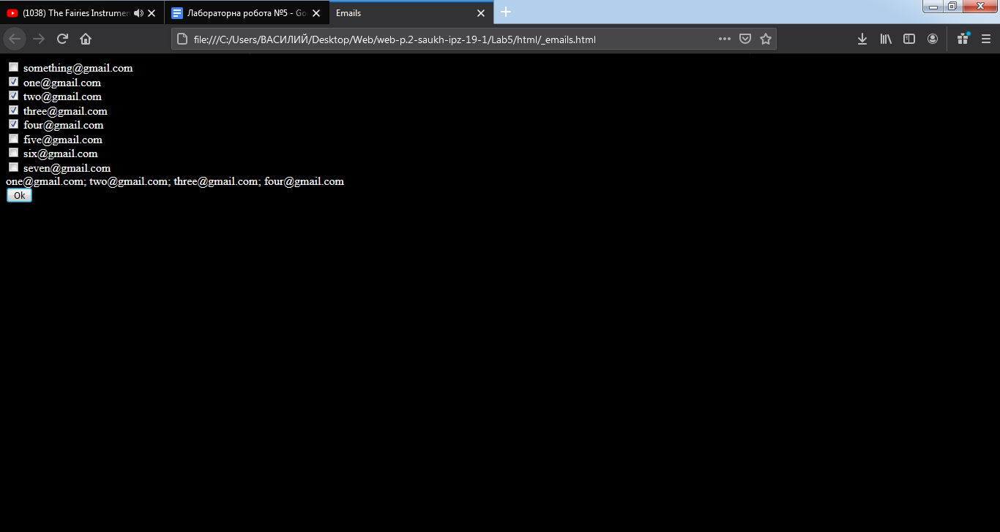 (1038) The Fairies Instrumen
Лабораторна робота №5 - Go
Emails
file:///C:/Users/ВАСИЛИЙ/Desktop/Web/web-p.2-saukh-ipz-19-1/Lab5/html/_emails.html
something@gmail.com
one@gmail.com
two@gmail.com
three@gmail.com
four@gmail.com
five@gmail.com
six@gmail.com
seven@gmail.com
one@gmail.com; two@gmail.com; three@gmail.com; four@gmail.com
Ok